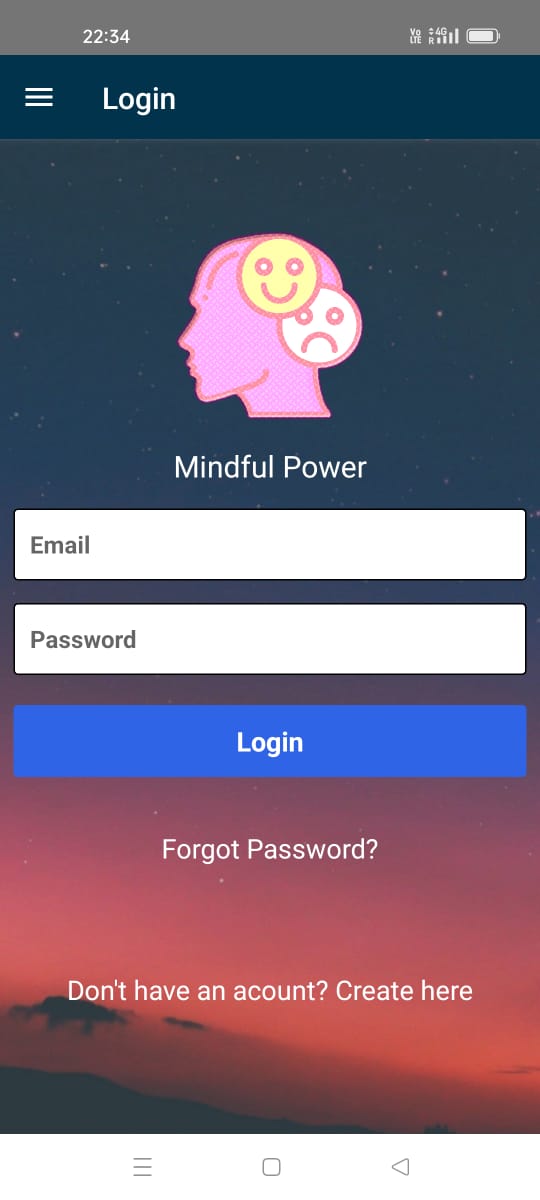 22:34
Vo LTE 4G R
Login
Mindful Power
Email
Password
Login
Forgot Password?
Don't have an acount? Create here